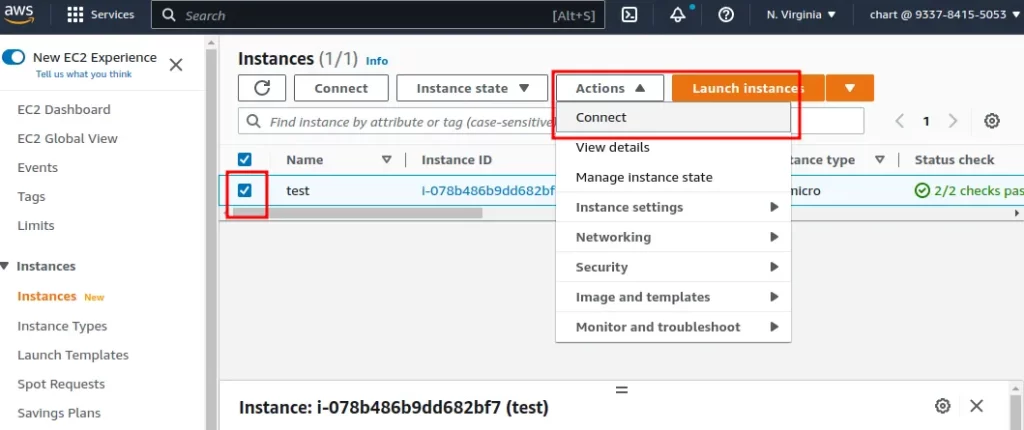 aws Services Search [Alt+S] N. Virginia chart @ 9337-8415-5053
New EC2 Experience
Tell us what you think
EC2 Dashboard
EC2 Global View
Events
Tags
Limits
Instances
Instances New
Instance Types
Launch Templates
Spot Requests
Savings Plans
Instances (1/1) Info
Connect Instance state Actions Launch instances
Find instance by attribute or tag (case-sensitive) 1
Name Instance ID stance type Status check
test i-078b486b9dd682bf micro 2/2 checks pas
Connect
View details
Manage instance state
Instance settings
Networking
Security
Image and templates
Monitor and troubleshoot
Instance: i-078b486b9dd682bf7 (test)